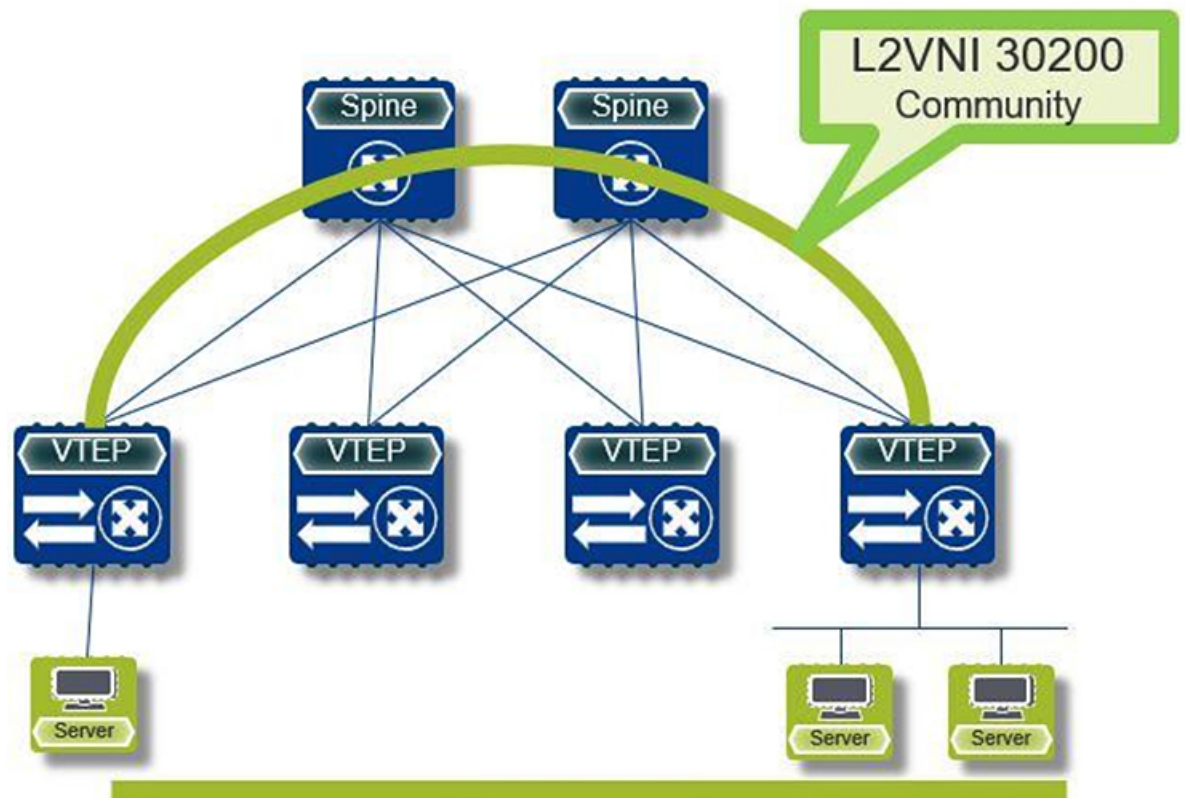 L2VNI 30200
Community
Spine
Spine
VTEP
VTEP
VTEP
VTEP
Server
Server
Server